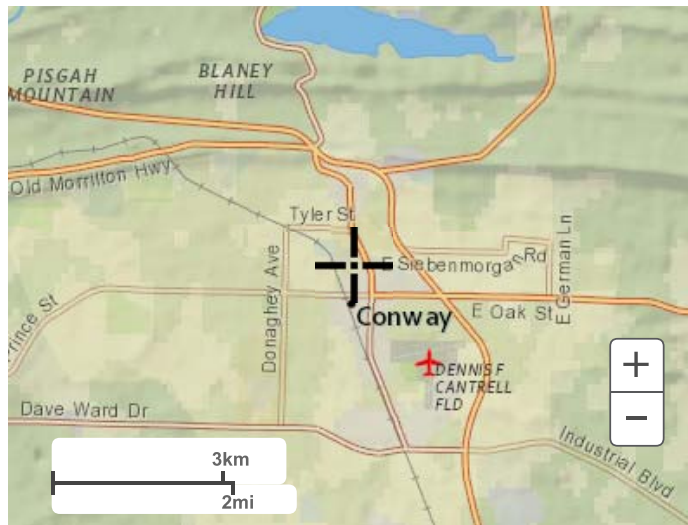 PISGAH
MOUNTAIN
BLANEY
HILL
Old Morrilton Hwy
Tyler St
E Siebenmorgan Rd
E German Ln
Donaghey Ave
Prince St
Conway
E Oak St
DENNIS F
CANTRELL
FLD
+
−
Dave Ward Dr
Industrial Blvd
3km
2mi